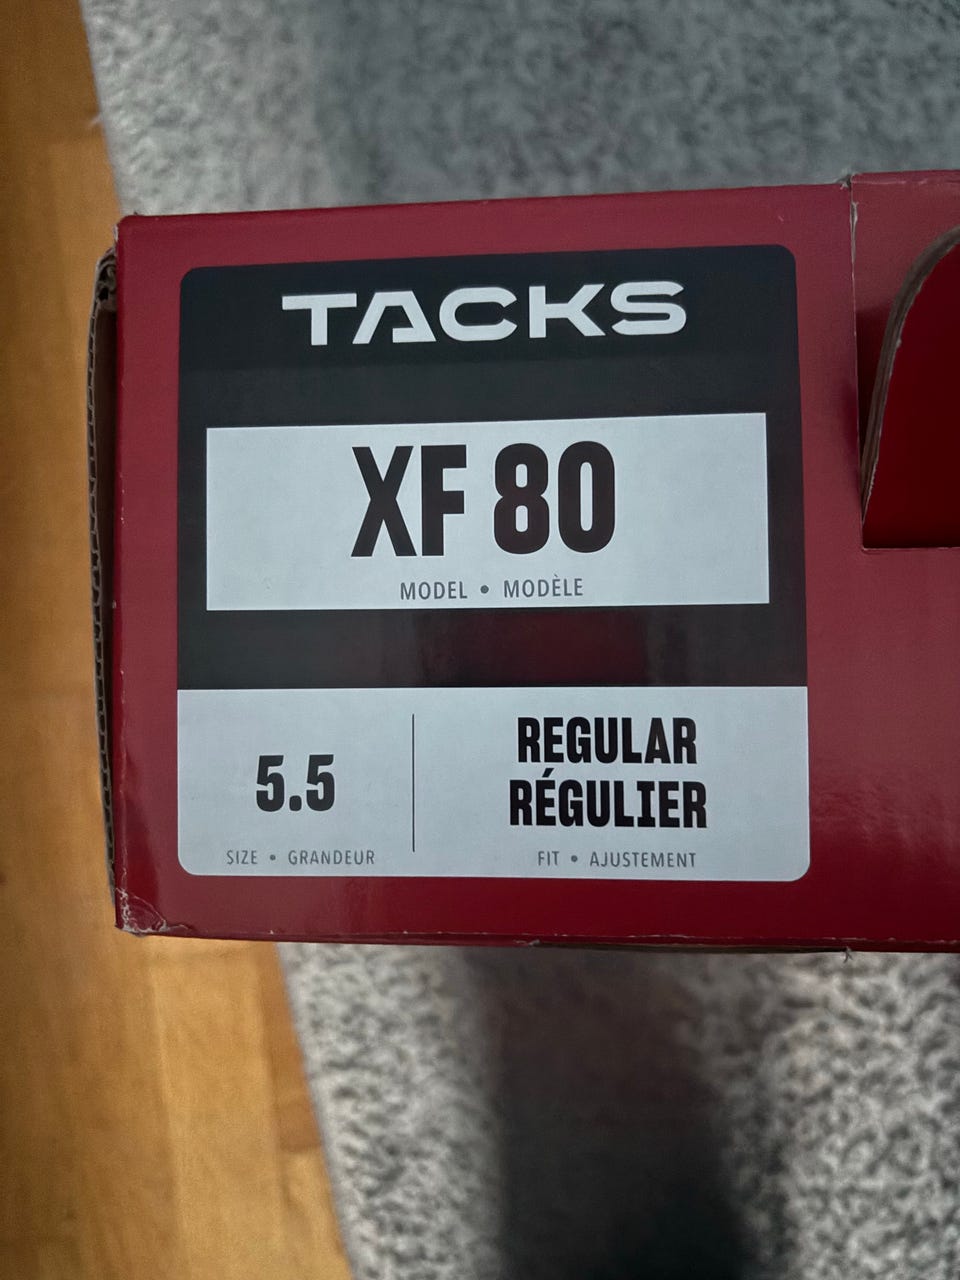 TACKS
XF 80
MODEL • MODÈLE
5.5
SIZE • GRANDEUR
REGULAR
RÉGULIER
FIT • AJUSTEMENT